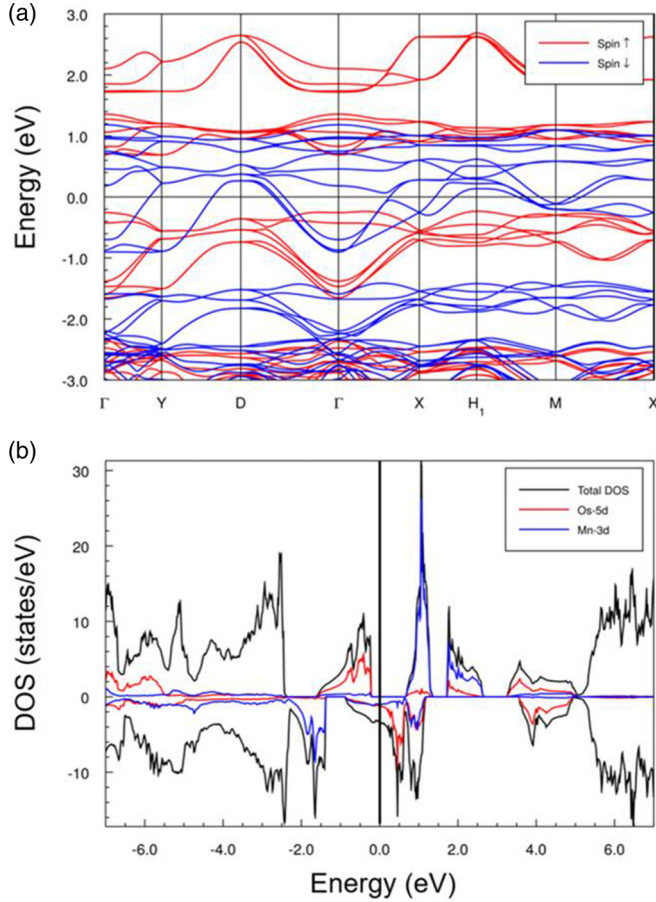 (a)
3.0
2.0
1.0
0.0
-1.0
-2.0
-3.0
Energy (eV)
Spin ↑
Spin ↓
Γ Y D Γ X H1 M X
(b)
30
20
10
0
-10
DOS (states/eV)
Total DOS
Os-5d
Mn-3d
-6.0 -4.0 -2.0 0.0 2.0 4.0 6.0
Energy (eV)